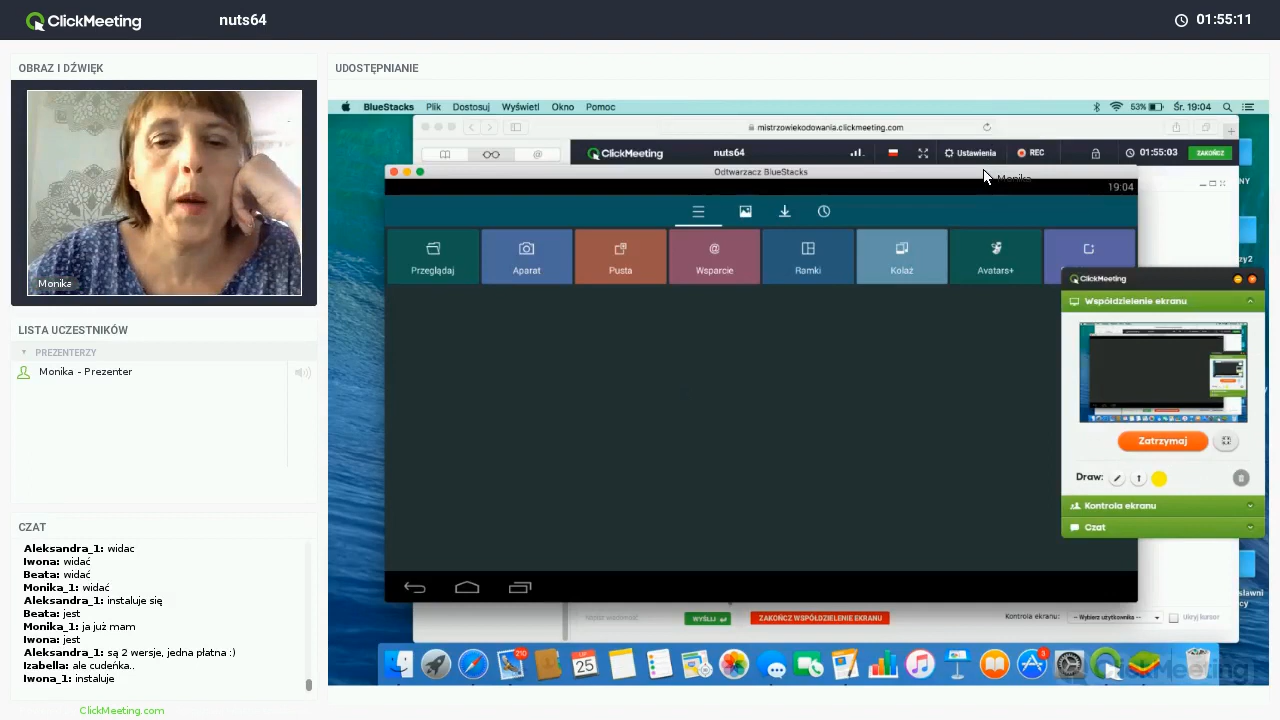 ClickMeeting
nuts64
01:55:11
OBRAZ I DŹWIĘK
Monika
LISTA UCZESTNIKÓW
PREZENTERZY
Monika - Prezenter
CZAT
Aleksandra_1: widac
Iwona: widać
Beata: widać
Monika_1: widać
Aleksandra_1: instaluje się
Beata: jest
Monika_1: ja już mam
Iwona: jest
Aleksandra_1: są 2 wersje, jedna płatna :)
Izabella: ale cudeńka..
Iwona_1: instaluje
ClickMeeting.com
UDOSTĘPNIANIE
BlueStacks Plik Dostosuj Wyświetl Okno Pomoc
53% Śr. 19:04
mistrzowiekodowania.clickmeeting.com
ClickMeeting nuts64 Ustawienia REC 01:55:03 ZAKOŃCZ
Odtwarzacz BlueStacks
Monika
19:04
Przeglądaj Aparat Pusta Wsparcie Ramki Kolaż Avatars+
ClickMeeting
Współdzielenie ekranu
Zatrzymaj
Draw:
Kontrola ekranu
Czat
WYŚLIJ ZAKOŃCZ WSPÓŁDZIELENIE EKRANU Kontrola ekranu: -- Wybierz użytkownika -- Ukryj kursor
210
25
3
ClickMeeting